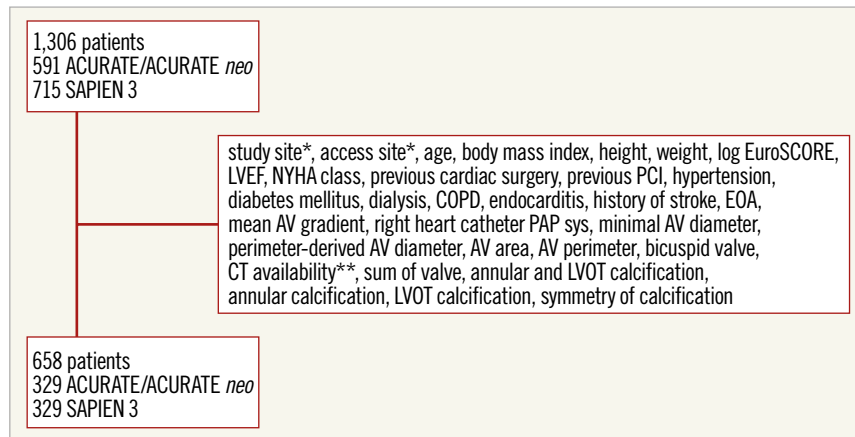 1,306 patients
591 ACURATE/ACURATE neo
715 SAPIEN 3
study site*, access site*, age, body mass index, height, weight, log EuroSCORE,
LVEF, NYHA class, previous cardiac surgery, previous PCI, hypertension,
diabetes mellitus, dialysis, COPD, endocarditis, history of stroke, EOA,
mean AV gradient, right heart catheter PAP sys, minimal AV diameter,
perimeter-derived AV diameter, AV area, AV perimeter, bicuspid valve,
CT availability**, sum of valve, annular and LVOT calcification,
annular calcification, LVOT calcification, symmetry of calcification
658 patients
329 ACURATE/ACURATE neo
329 SAPIEN 3